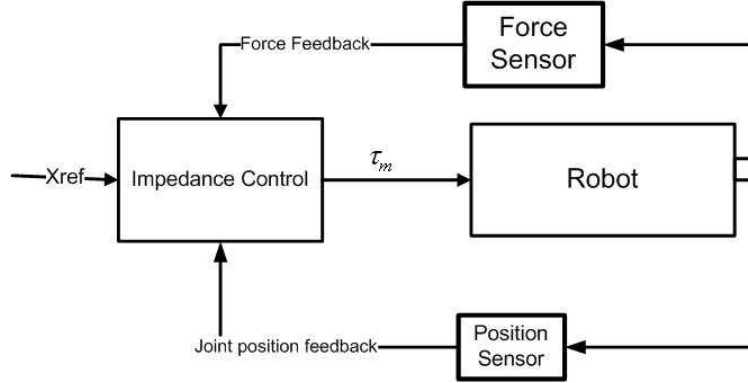 Force Feedback
Force
Sensor
Xref
Impedance Control
τm
Robot
Joint position feedback
Position
Sensor